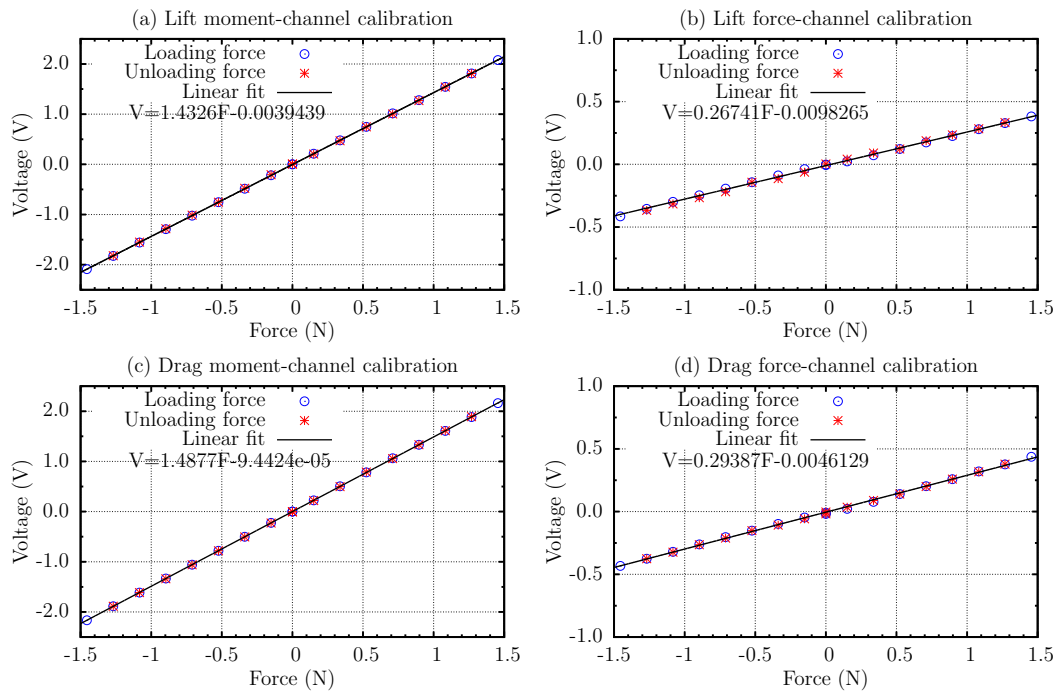 (a) Lift moment-channel calibration
Loading force
Unloading force
Linear fit
V=1.4326F-0.0039439
2.0
1.0
0.0
-1.0
-2.0
Voltage (V)
-1.5 -1 -0.5 0 0.5 1 1.5
Force (N)
(b) Lift force-channel calibration
Loading force
Unloading force
Linear fit
V=0.26741F-0.0098265
1.0
0.5
0.0
-0.5
-1.0
Voltage (V)
-1.5 -1 -0.5 0 0.5 1 1.5
Force (N)
(c) Drag moment-channel calibration
Loading force
Unloading force
Linear fit
V=1.4877F-9.4424e-05
2.0
1.0
0.0
-1.0
-2.0
Voltage (V)
-1.5 -1 -0.5 0 0.5 1 1.5
Force (N)
(d) Drag force-channel calibration
Loading force
Unloading force
Linear fit
V=0.29387F-0.0046129
1.0
0.5
0.0
-0.5
-1.0
Voltage (V)
-1.5 -1 -0.5 0 0.5 1 1.5
Force (N)